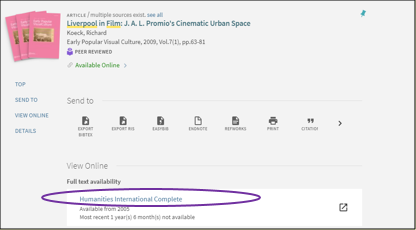 ARTICLE / multiple sources exist. see all
Liverpool in Film: J. A. L. Promio's Cinematic Urban Space
Koeck, Richard
Early Popular Visual Culture, 2009, Vol.7(1), pp.63-81
PEER REVIEWED
Available Online
TOP
SEND TO
VIEW ONLINE
DETAILS
Send to
EXPORT BIBTEX
EXPORT RIS
EASYBIB
ENDNOTE
REFWORKS
PRINT
CITATION
View Online
Full text availability
Humanities International Complete
Available from 2005
Most recent 1 year(s) 6 month(s) not available